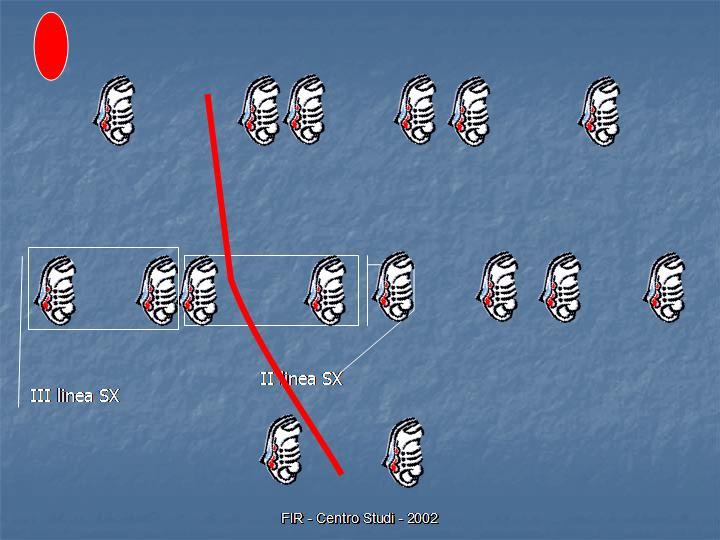 II linea SX
III linea SX
FIR - Centro Studi - 2002